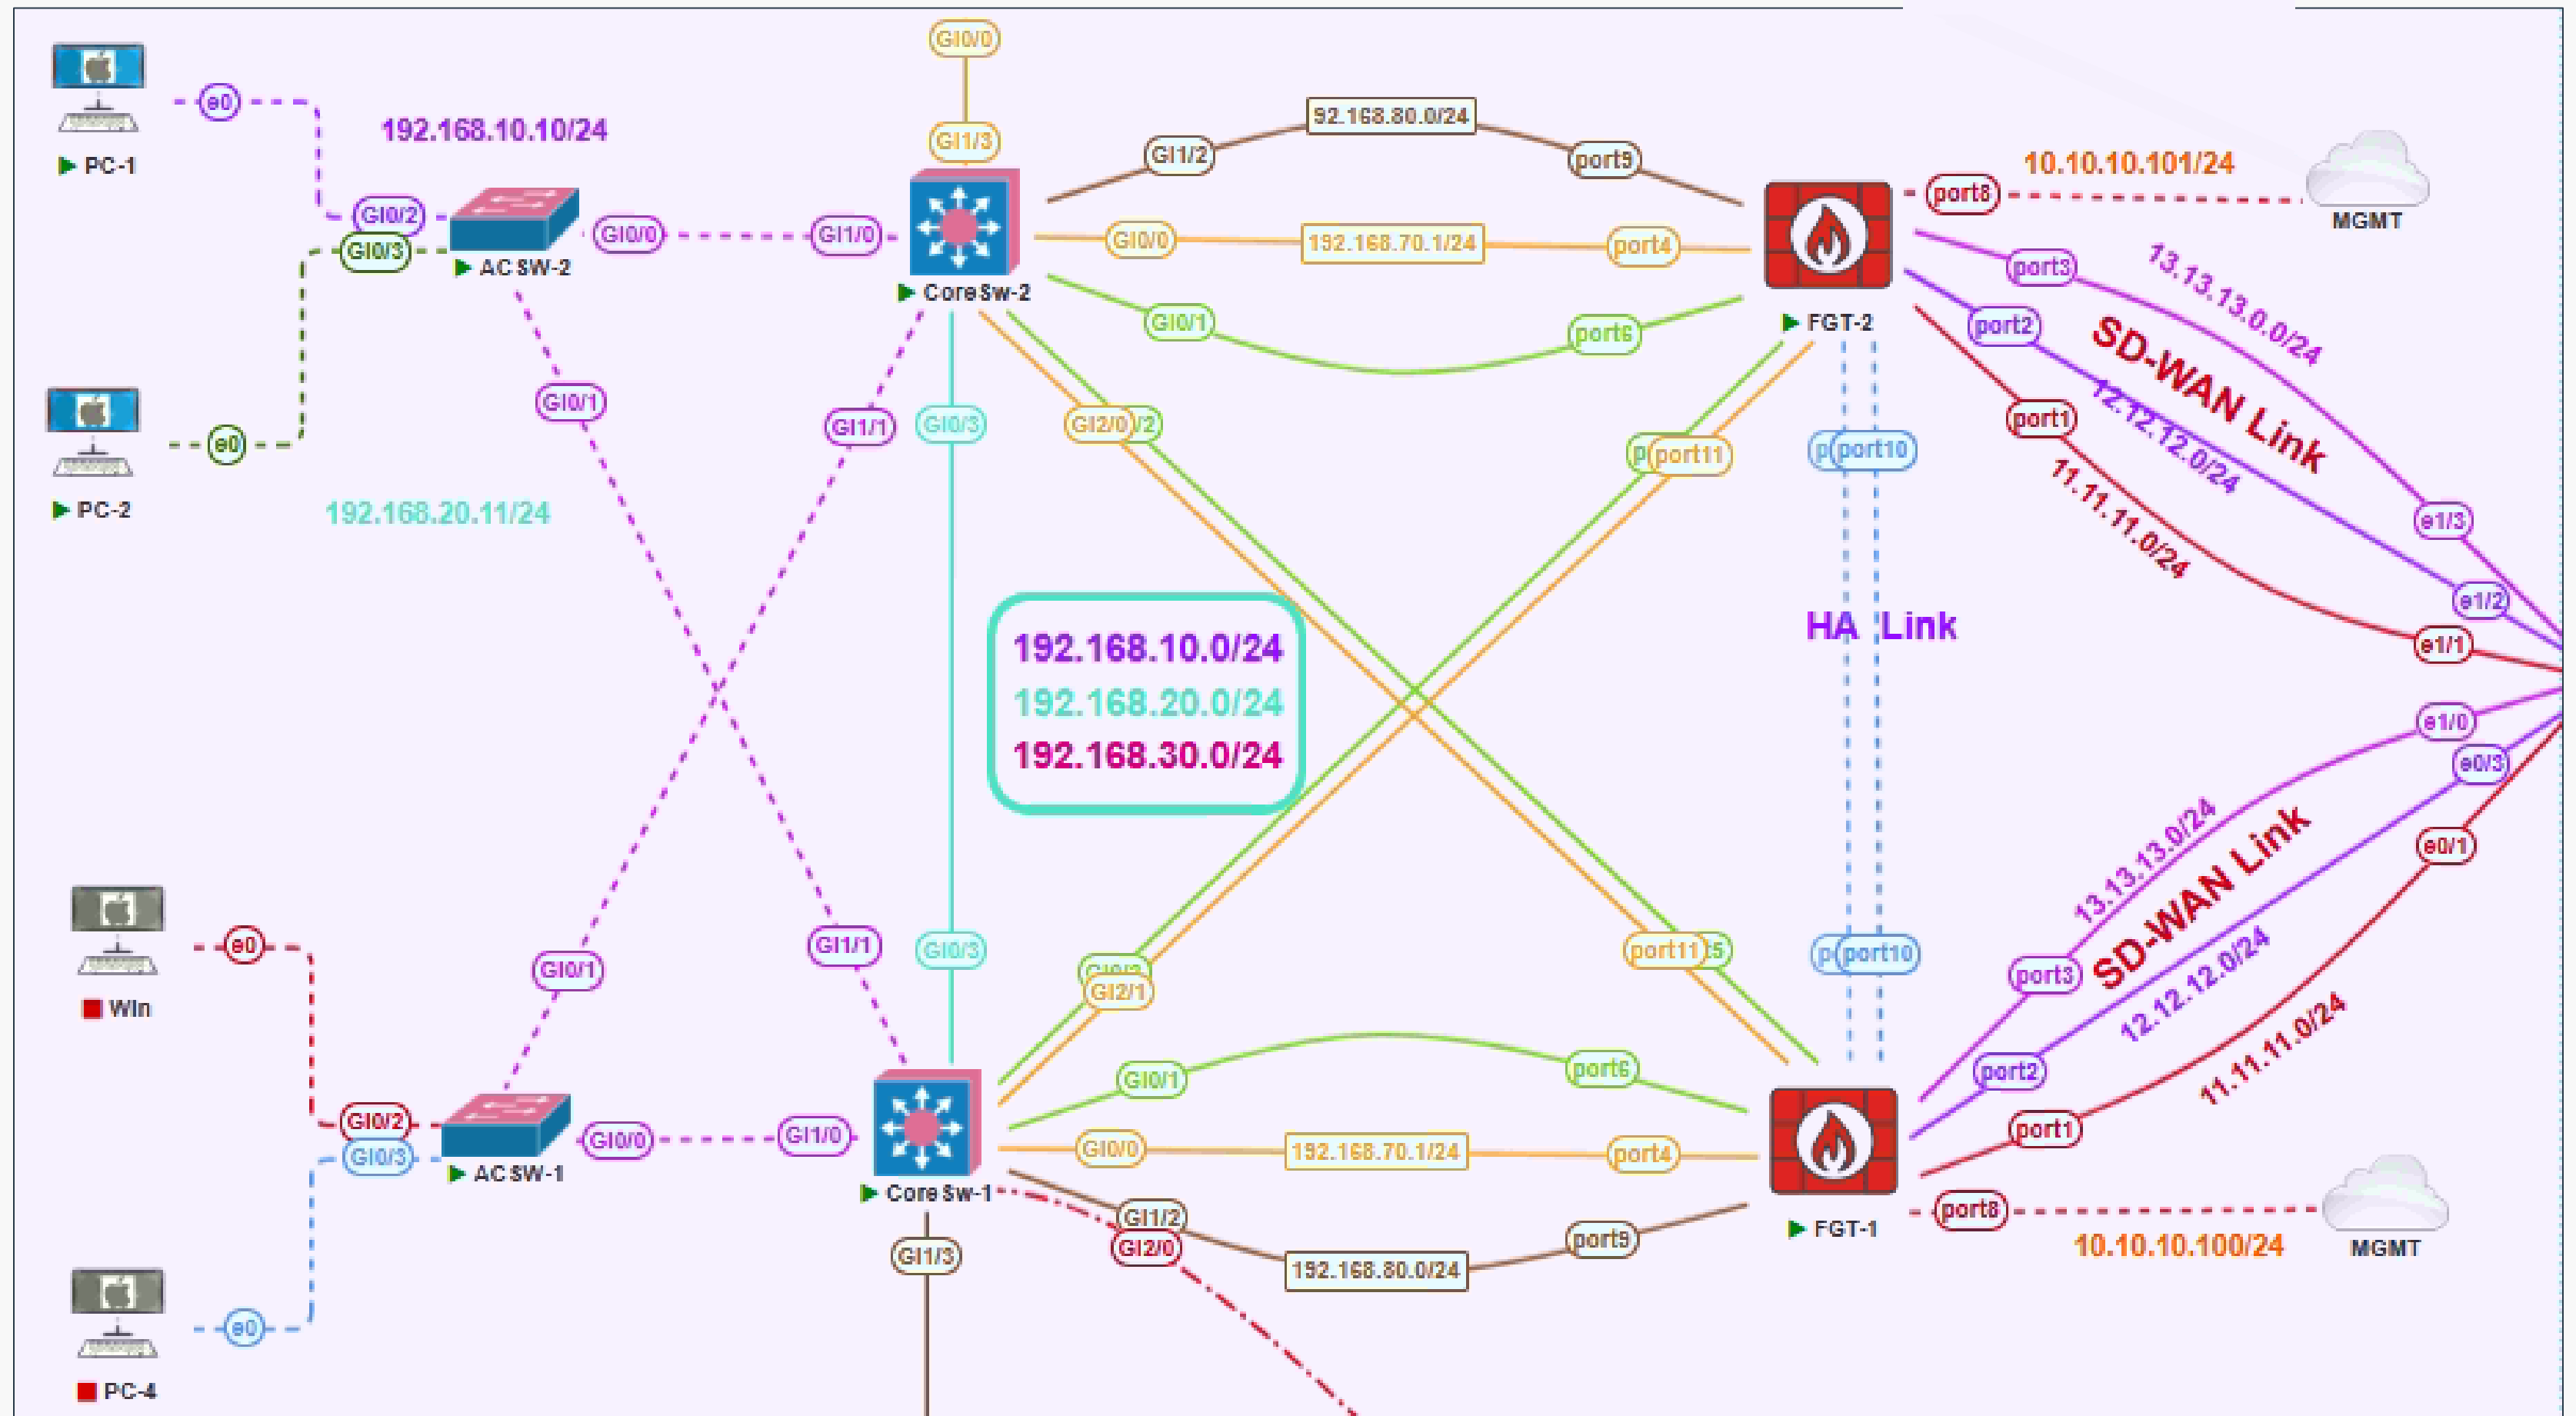 GI0/0
GI1/3
PC-1
e0
192.168.10.10/24
GI0/2
GI0/3
ACSW-2
GI0/0
GI1/0
CoreSw-2
GI1/2
92.168.80.0/24
port9
GI0/0
192.168.70.1/24
port4
GI0/1
port6
FGT-2
port8
10.10.10.101/24
MGMT
port3
13.13.13.0.0/24
port2
SD-WAN Link
12.12.12.0/24
port1
11.11.11.0/24
e1/3
e1/2
e1/1
PC-2
e0
192.168.20.11/24
GI0/1
GI1/1
GI0/3
GI2/0
/2
port11
port10
192.168.10.0/24
192.168.20.0/24
192.168.30.0/24
HA Link
e1/0
e0/3
e0/1
Win
e0
GI0/1
GI1/1
GI0/3
GI2/1
port11
port10
13.13.13.0/24
SD-WAN Link
12.12.12.0/24
11.11.11.0/24
port3
port2
port1
GI0/2
GI0/3
ACSW-1
GI0/0
GI1/0
CoreSw-1
GI0/1
port6
GI0/0
192.168.70.1/24
port4
GI1/2
GI2/0
192.168.80.0/24
port9
GI1/3
FGT-1
port8
10.10.10.100/24
MGMT
e0
PC-4